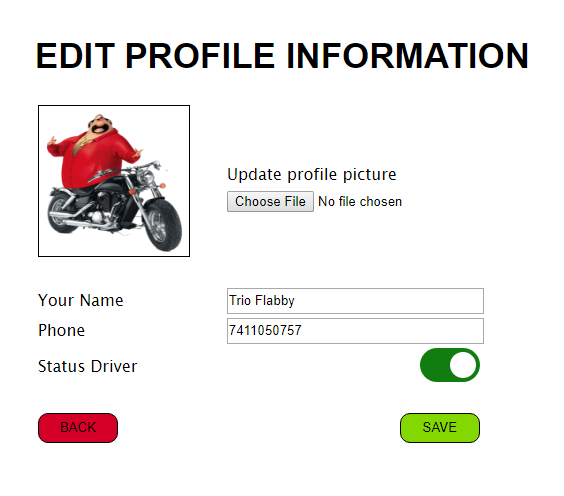 EDIT PROFILE INFORMATION
Update profile picture
Choose File No file chosen
Your Name Trio Flabby
Phone 7411050757
Status Driver
BACK SAVE